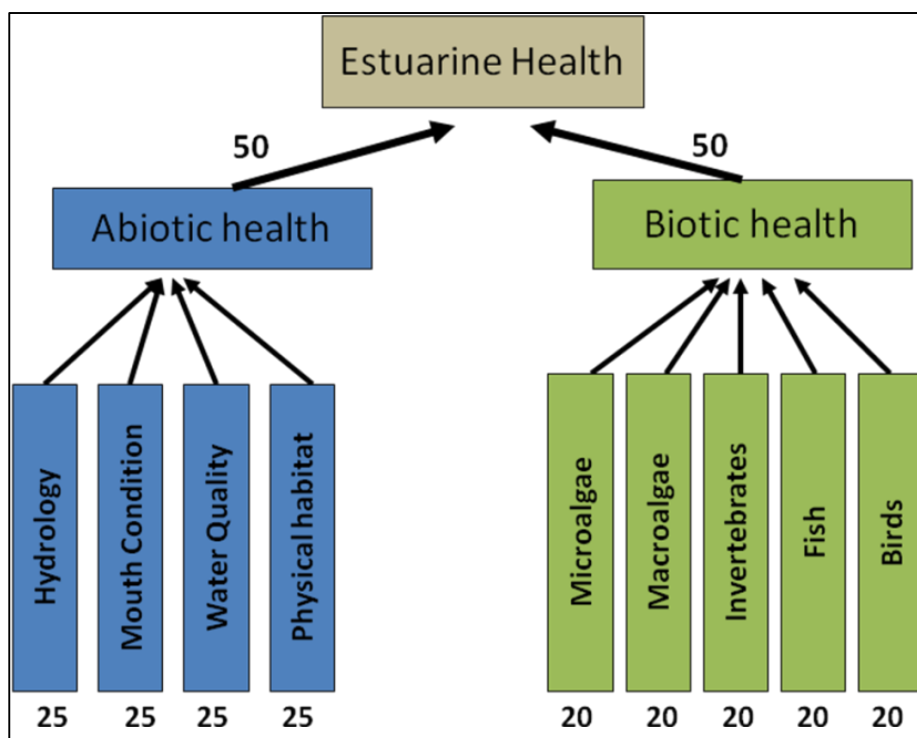 Estuarine Health
50
50
Abiotic health
Biotic health
Hydrology
Mouth Condition
Water Quality
Physical habitat
Microalgae
Macroalgae
Invertebrates
Fish
Birds
25
25
25
25
20
20
20
20
20